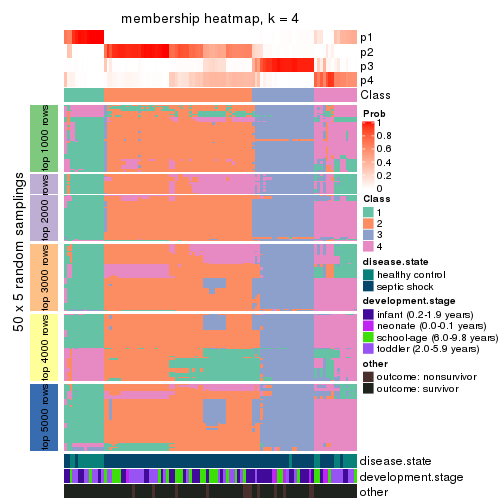 membership heatmap, k = 4
p1
p2
p3
p4
Class
50 x 5 random samplings
top 1000 rows
top 2000 rows
top 3000 rows
top 4000 rows
top 5000 rows
Prob
1
0.8
0.6
0.4
0.2
0
Class
1
2
3
4
disease.state
healthy control
septic shock
development.stage
infant (0.2-1.9 years)
neonate (0.0-0.1 years)
school-age (6.0-9.8 years)
toddler (2.0-5.9 years)
other
outcome: nonsurvivor
outcome: survivor
disease.state
development.stage
other